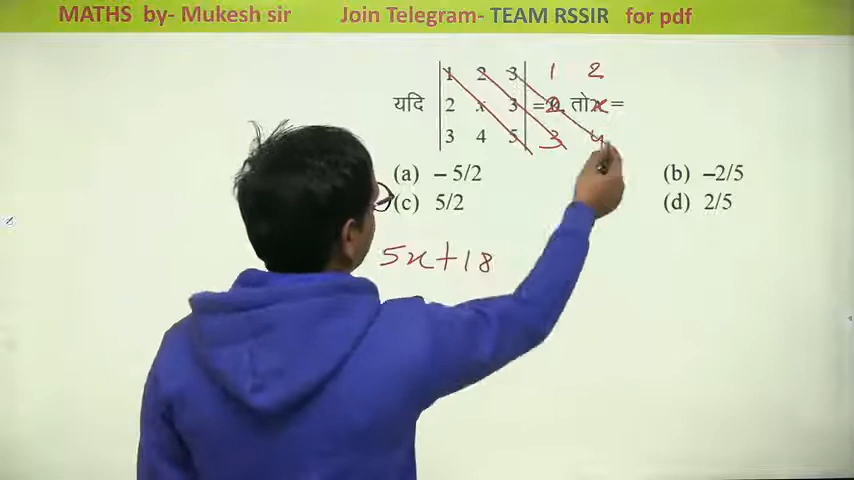 MATHS by- Mukesh sir Join Telegram- TEAM RSSIR for pdf
1 2 3 1 2
यदि 2 x 3 = तो x =
3 4 5 3 4
(a) – 5/2 (b) –2/5
(c) 5/2 (d) 2/5
5x+18